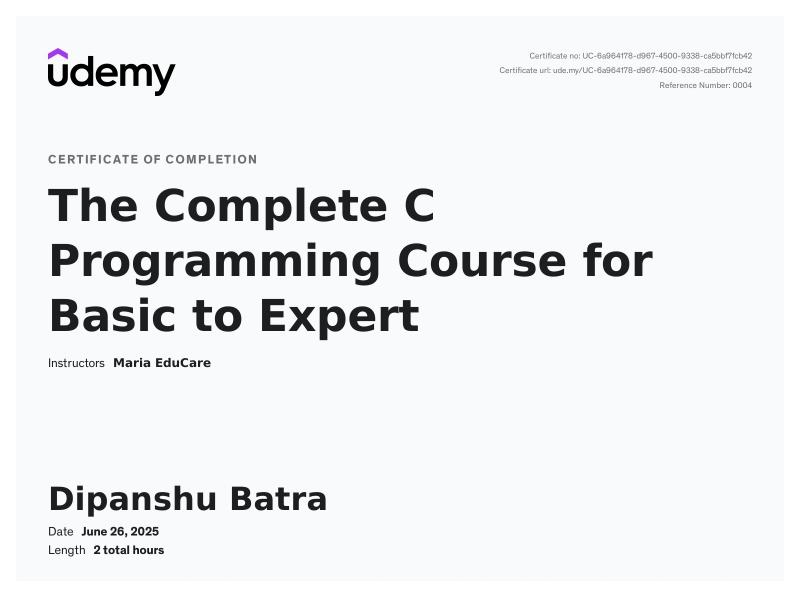 udemy
Certificate no: UC-6a964178-d967-4500-9338-ca5bbf7fcb42
Certificate url: ude.my/UC-6a964178-d967-4500-9338-ca5bbf7fcb42
Reference Number: 0004
CERTIFICATE OF COMPLETION
The Complete C
Programming Course for
Basic to Expert
Instructors Maria EduCare
Dipanshu Batra
Date June 26, 2025
Length 2 total hours